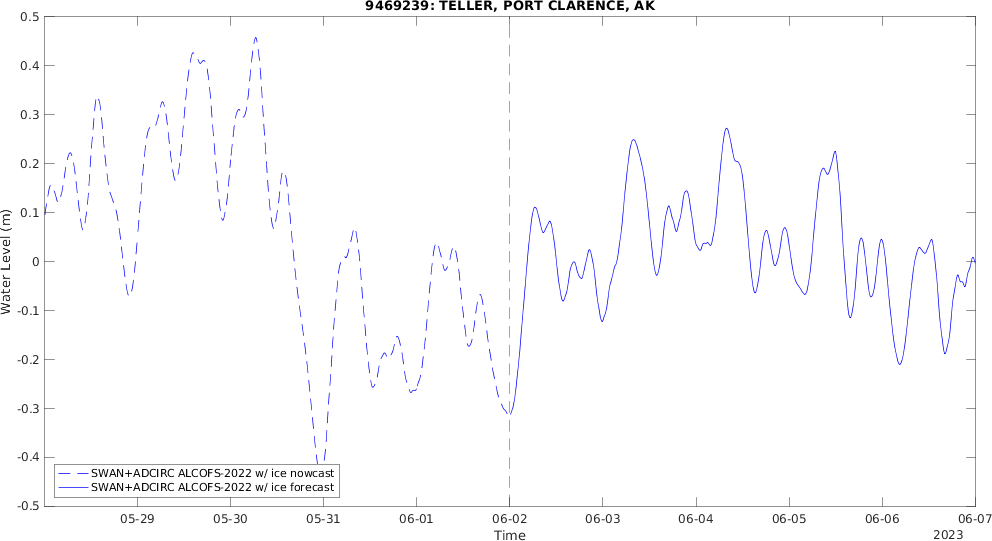 9469239: TELLER, PORT CLARENCE, AK
0.5
0.4
0.3
0.2
0.1
0
-0.1
-0.2
-0.3
-0.4
-0.5
Water Level (m)
SWAN+ADCIRC ALCOFS-2022 w/ ice nowcast
SWAN+ADCIRC ALCOFS-2022 w/ ice forecast
05-29 05-30 05-31 06-01 06-02 06-03 06-04 06-05 06-06 06-07
Time
2023